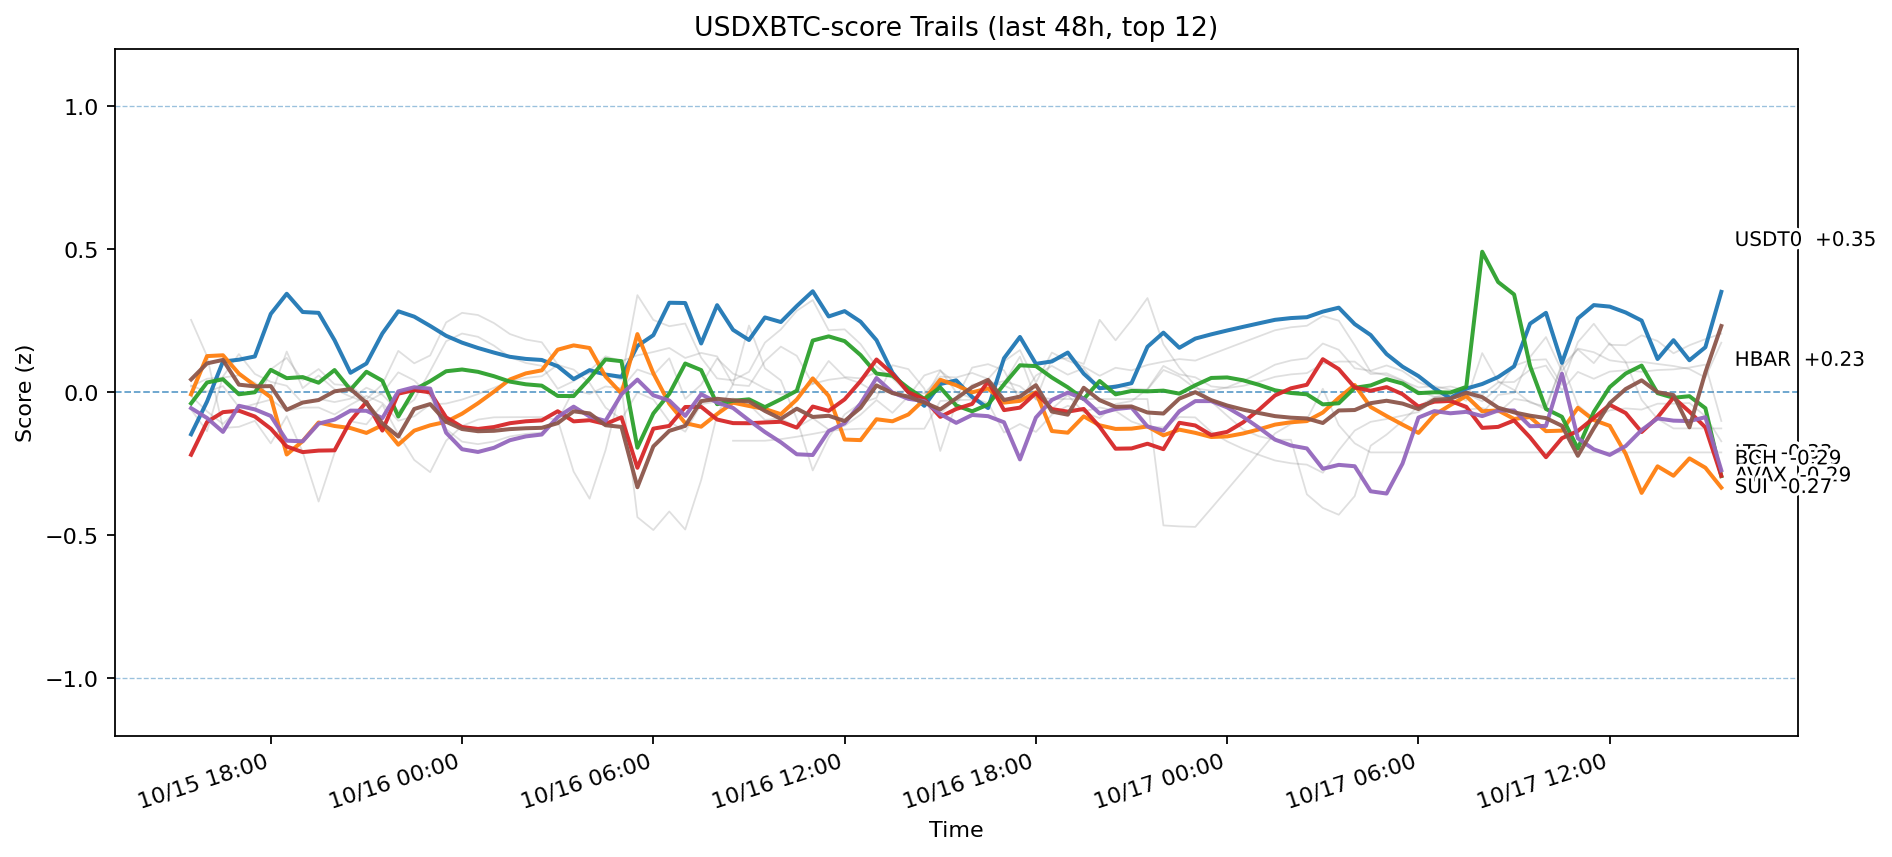 USDXBTC-score Trails (last 48h, top 12)
Score (z)
1.0
0.5
0.0
−0.5
−1.0
USDT0 +0.35
HBAR +0.23
BCH -0.29
AVAX -0.29
SUI -0.27
10/15 18:00
10/16 00:00
10/16 06:00
10/16 12:00
10/16 18:00
10/17 00:00
10/17 06:00
10/17 12:00
Time